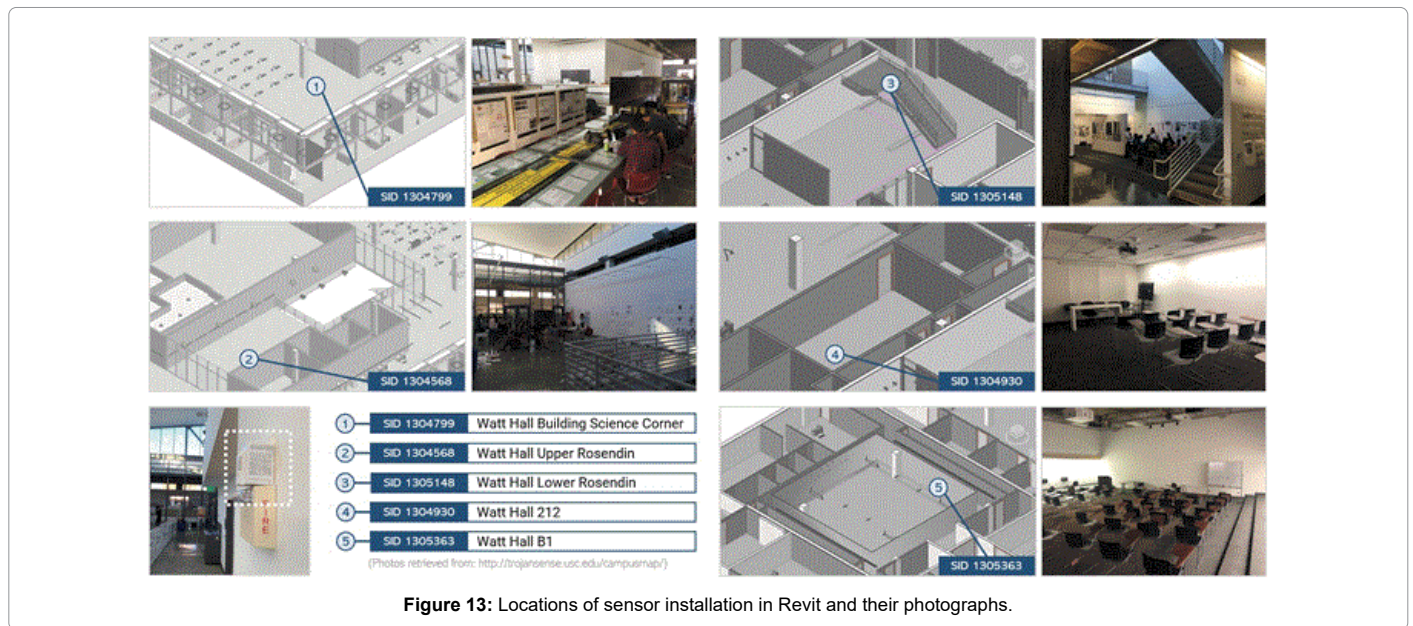 1
SID 1304799
3
SID 1305148
2
SID 1304568
4
SID 1304930
FIRE
1 SID 1304799 Watt Hall Building Science Corner
2 SID 1304568 Watt Hall Upper Rosendin
3 SID 1305148 Watt Hall Lower Rosendin
4 SID 1304930 Watt Hall 212
5 SID 1305363 Watt Hall B1
(Photos retrieved from: http://trojansense.usc.edu/campusmap/)
5
SID 1305363
Figure 13: Locations of sensor installation in Revit and their photographs.